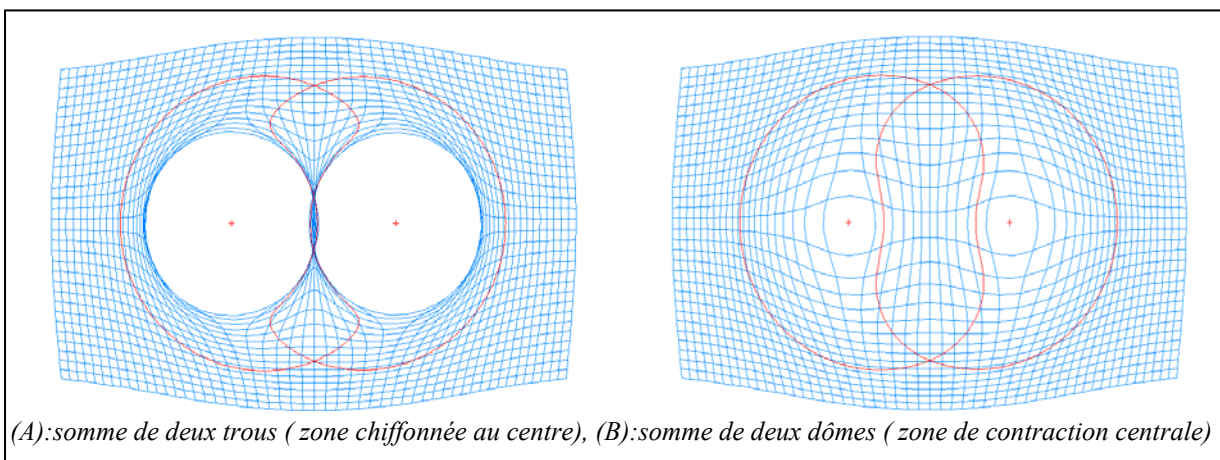 (A):somme de deux trous ( zone chiffonnée au centre), (B):somme de deux dômes ( zone de contraction centrale)